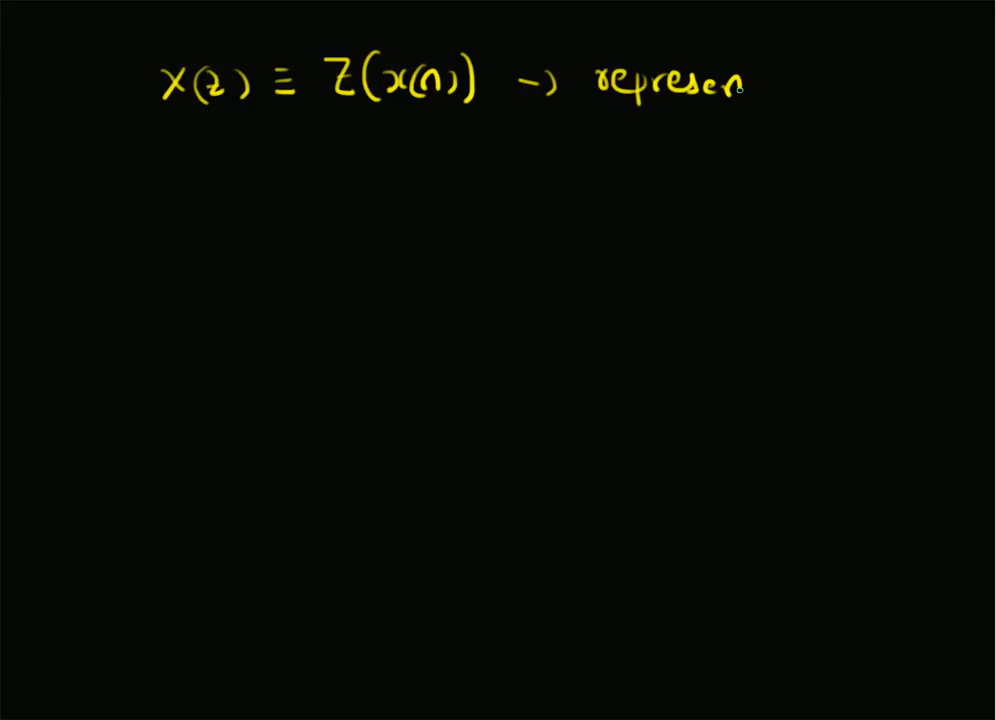 X(z) ≡ Z(x(n)) → represen